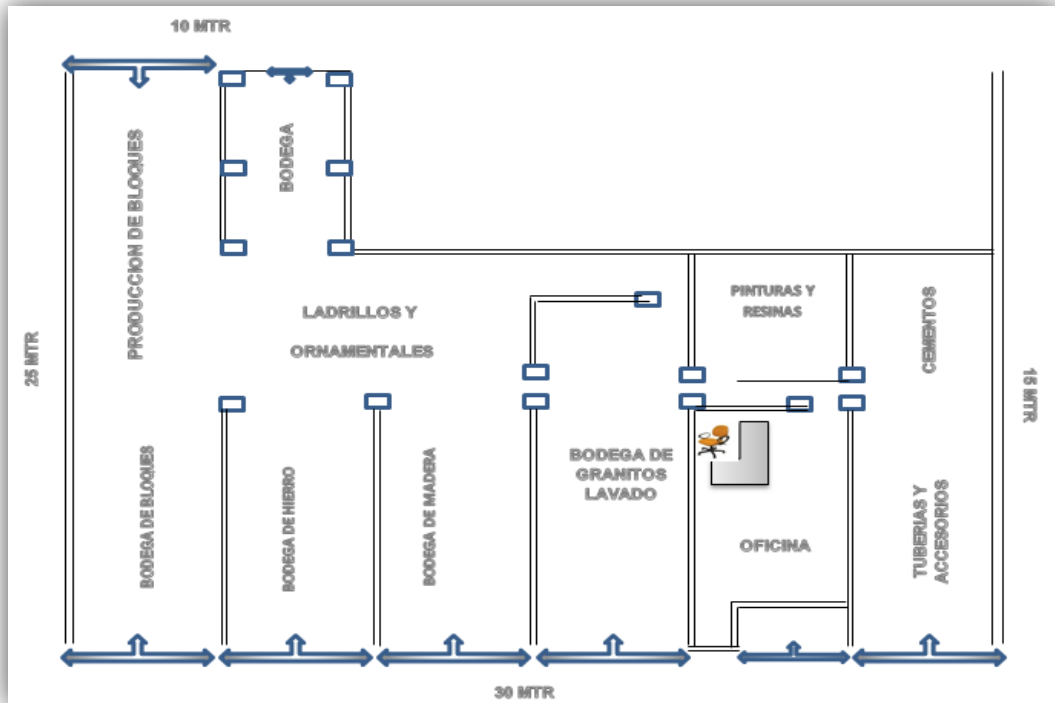 10 MTR
PRODUCCION DE BLOQUES
BODEGA
LADRILLOS Y
ORNAMENTALES
PINTURAS Y
RESINAS
CEMENTOS
25 MTR
15 MTR
BODEGA DE BLOQUES
BODEGA DE HIERRO
BODEGA DE MADERA
BODEGA DE
GRANITOS
LAVADO
OFICINA
TUBERIAS Y
ACCESORIOS
30 MTR